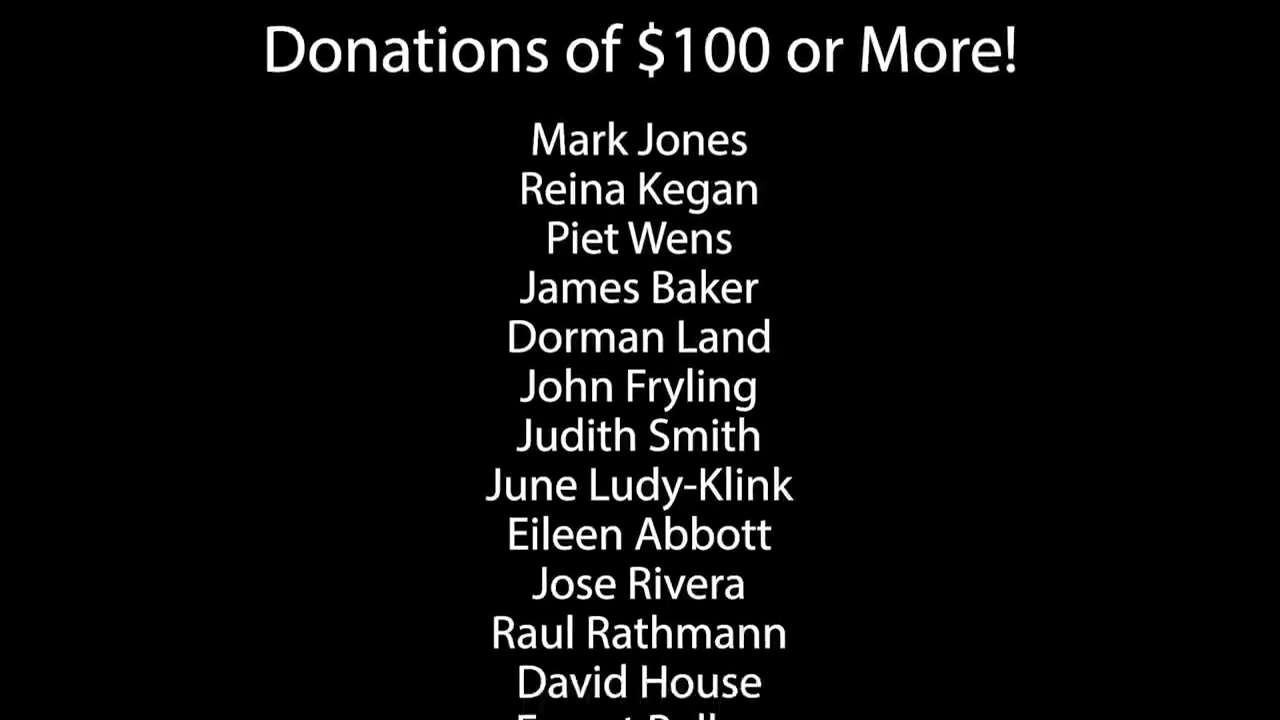 Donations of $100 or More!
Mark Jones
Reina Kegan
Piet Wens
James Baker
Dorman Land
John Fryling
Judith Smith
June Ludy-Klink
Eileen Abbott
Jose Rivera
Raul Rathmann
David House